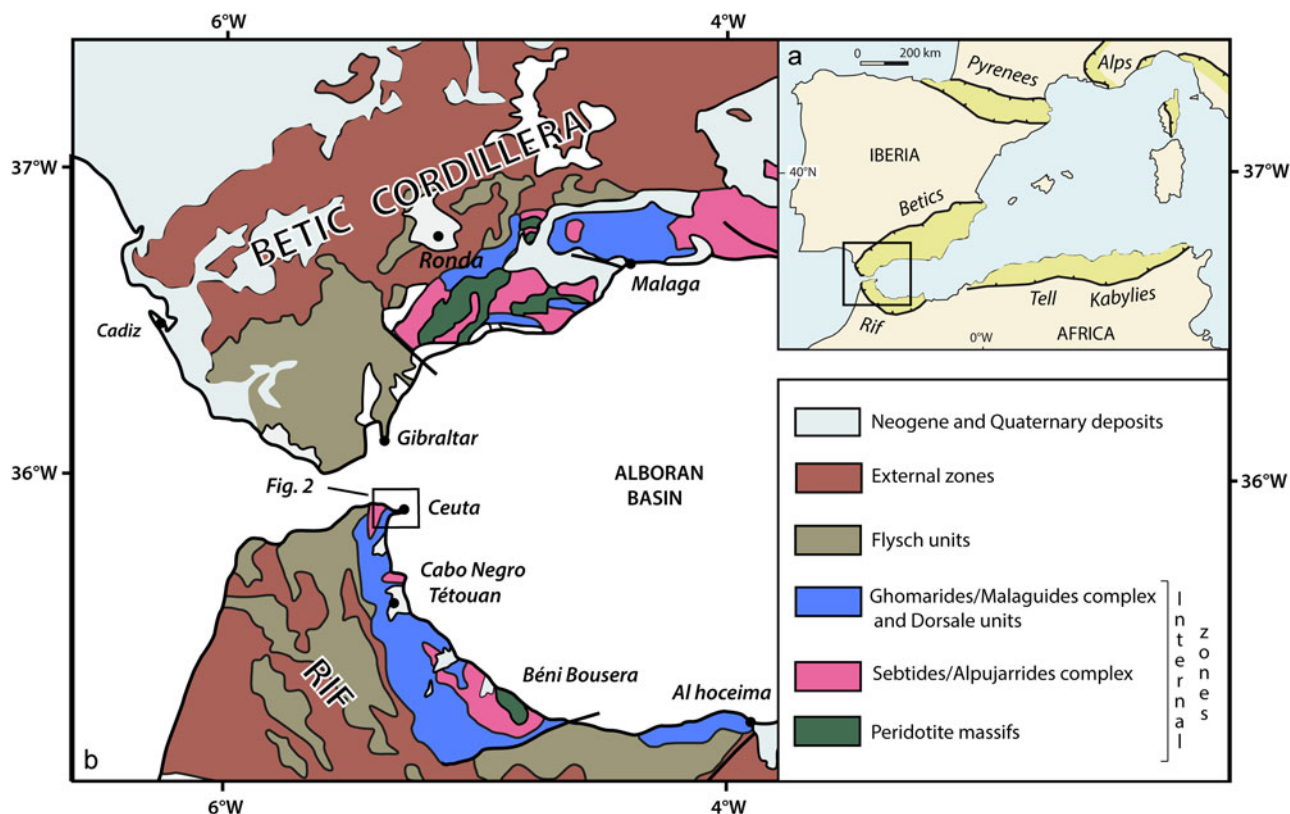 6°W
4°W
37°W
BETIC CORDILLERA
Ronda
Malaga
Cadiz
Gibraltar
36°W
Fig. 2
Ceuta
ALBORAN
BASIN
Cabo Negro
Tétouan
RIF
Béni Bousera
Al hoceima
b
6°W
4°W
a
0
200 km
Pyrenees
Alps
IBERIA
40°N
37°W
Betics
Tell
Kabylies
Rif
0°W
AFRICA
Neogene and Quaternary deposits
External zones
36°W
Flysch units
Ghomarides/Malaguides complex
and Dorsale units
Sebtides/Alpujarrides complex
Peridotite massifs
Internal
zones